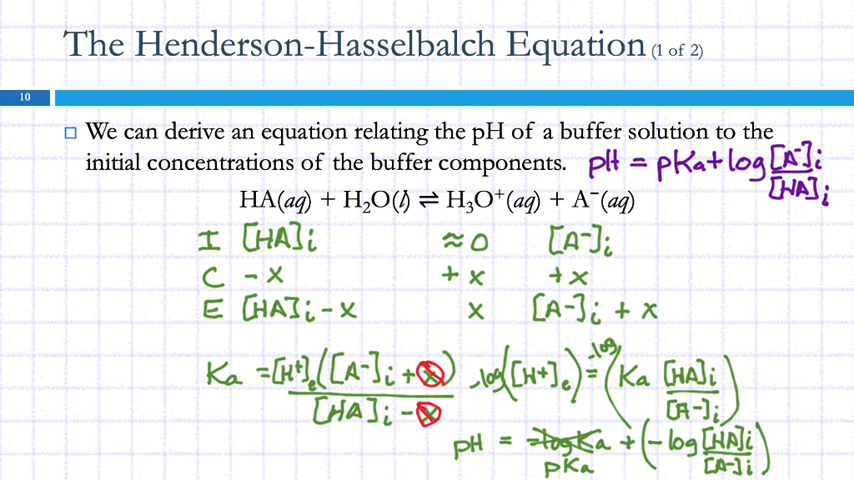 The Henderson-Hasselbalch Equation (1 of 2)
10
We can derive an equation relating the pH of a buffer solution to the
initial concentrations of the buffer components. pH = pKa + log [A⁻]i / [HA]i
HA(aq) + H₂O(l) ⇌ H₃O⁺(aq) + A⁻(aq)
I [HA]i ≈ 0 [A⁻]i
C - x + x + x
E [HA]i - x x [A⁻]i + x
Ka = [H+]e ([A⁻]i + x) / [HA]i - x
-log([H+]e) = -log(Ka [HA]i / [A⁻]i)
pH = -log Ka + (- log [HA]i / [A⁻]i)
pKa